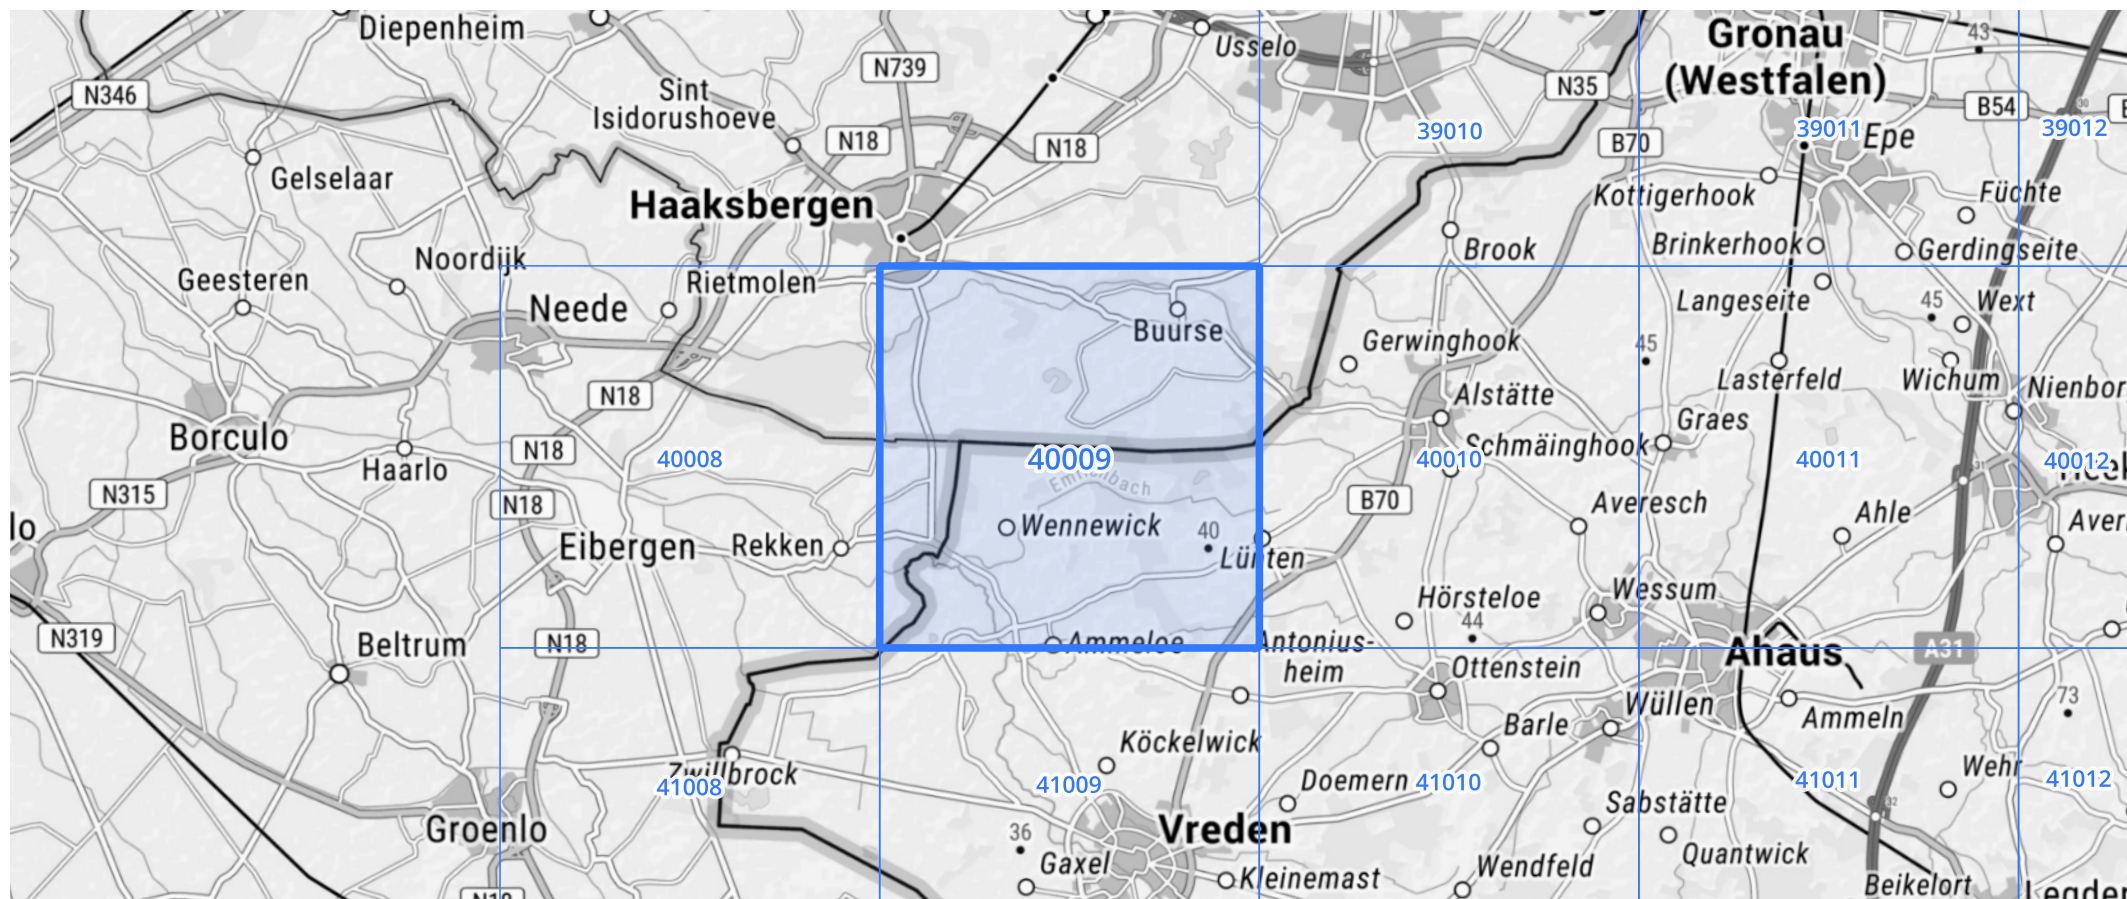 Diepenheim
Usselo
Gronau
(Westfalen)
43
N739
N346
Sint
Isidorushoeve
N35
B54
30
39010
39011
39012
Epe
N18
N18
B70
Gelselaar
Kottigerhook
Füchte
Haaksbergen
Brook
Brinkerhook
Gerdingseite
Noordijk
Geesteren
Rietmolen
Neede
Langeseite
45
Wext
Buurse
Gerwinghook
45
Lasterfeld
Wichum
Nienbor
N18
Alstätte
Graes
Borculo
Haarlo
N18
40008
40009
40010
Schmäinghook
40011
40012
31
N315
N18
B70
Averesch
Ahle
Aver
lo
Wennewick
40
Eibergen
Rekken
Lünten
Hörsteloe
44
Wessum
N319
Beltrum
N18
Ammeloe
Antonius-
heim
Ottenstein
Ahaus
A31
Wüllen
Ammeln
73
Köckelwick
Barle
Zwillbrock
41008
41009
Doemern
41010
41011
Wehr
41012
Sabstätte
32
Groenlo
36
Vreden
Gaxel
Kleinemast
Wendfeld
Quantwick
Beikelort